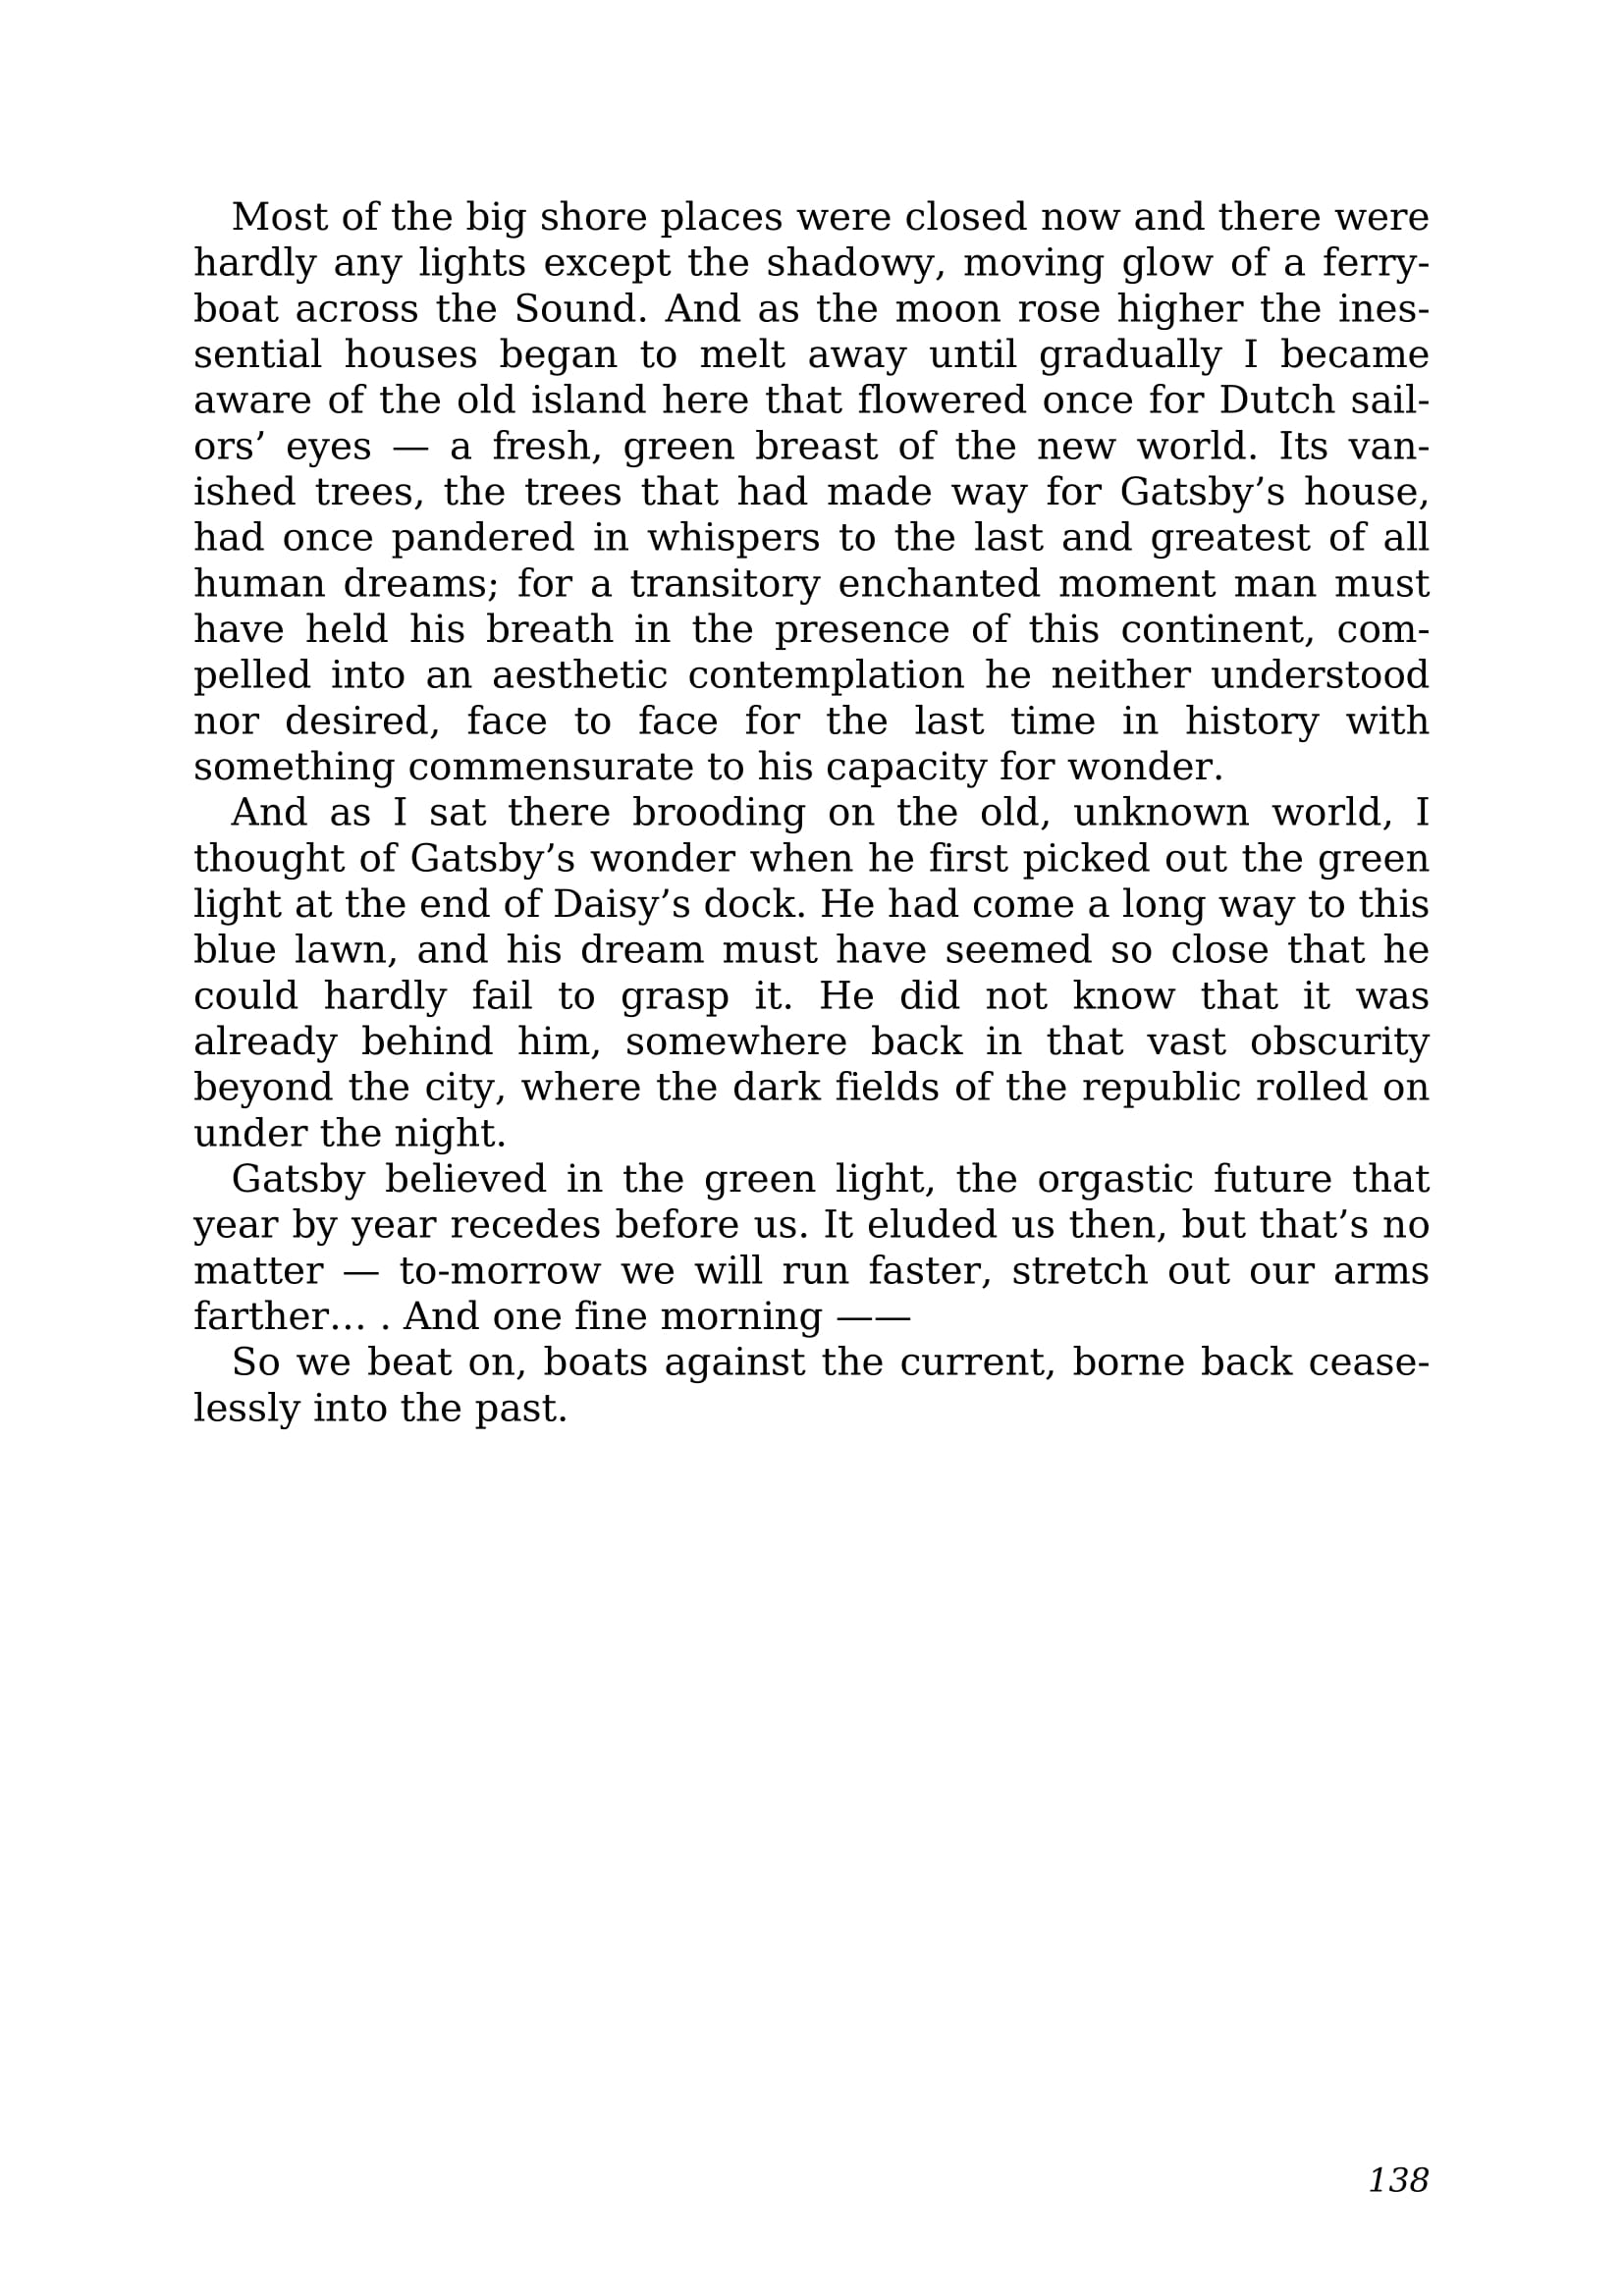 Most of the big shore places were closed now and there were
hardly any lights except the shadowy, moving glow of a ferry-
boat across the Sound. And as the moon rose higher the ines-
sential houses began to melt away until gradually I became
aware of the old island here that flowered once for Dutch sail-
ors’ eyes — a fresh, green breast of the new world. Its van-
ished trees, the trees that had made way for Gatsby’s house,
had once pandered in whispers to the last and greatest of all
human dreams; for a transitory enchanted moment man must
have held his breath in the presence of this continent, com-
pelled into an aesthetic contemplation he neither understood
nor desired, face to face for the last time in history with
something commensurate to his capacity for wonder.
And as I sat there brooding on the old, unknown world, I
thought of Gatsby’s wonder when he first picked out the green
light at the end of Daisy’s dock. He had come a long way to this
blue lawn, and his dream must have seemed so close that he
could hardly fail to grasp it. He did not know that it was
already behind him, somewhere back in that vast obscurity
beyond the city, where the dark fields of the republic rolled on
under the night.
Gatsby believed in the green light, the orgastic future that
year by year recedes before us. It eluded us then, but that’s no
matter — to-morrow we will run faster, stretch out our arms
farther… . And one fine morning ——
So we beat on, boats against the current, borne back cease-
lessly into the past.
138